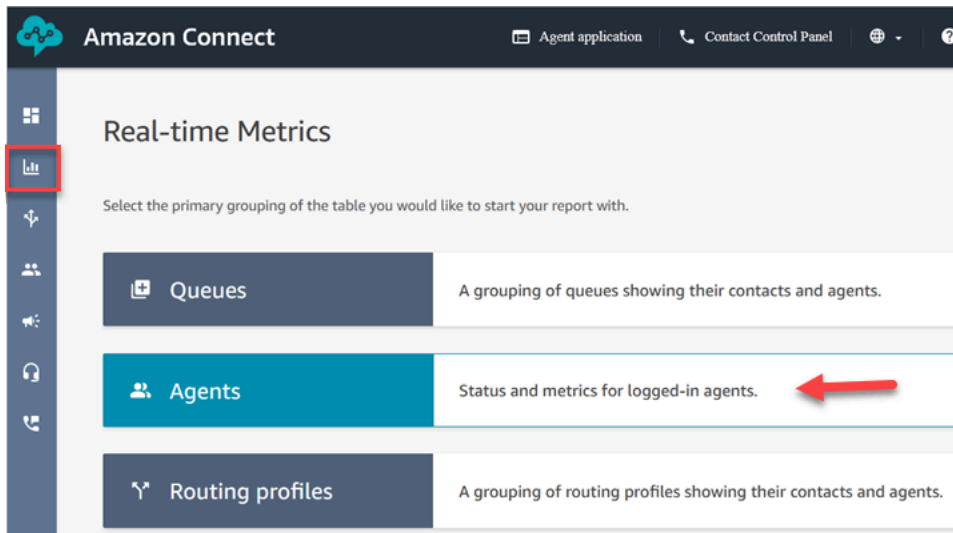 Amazon Connect
Agent application
Contact Control Panel
?
Real-time Metrics
Select the primary grouping of the table you would like to start your report with.
Queues
A grouping of queues showing their contacts and agents.
Agents
Status and metrics for logged-in agents.
Routing profiles
A grouping of routing profiles showing their contacts and agents.